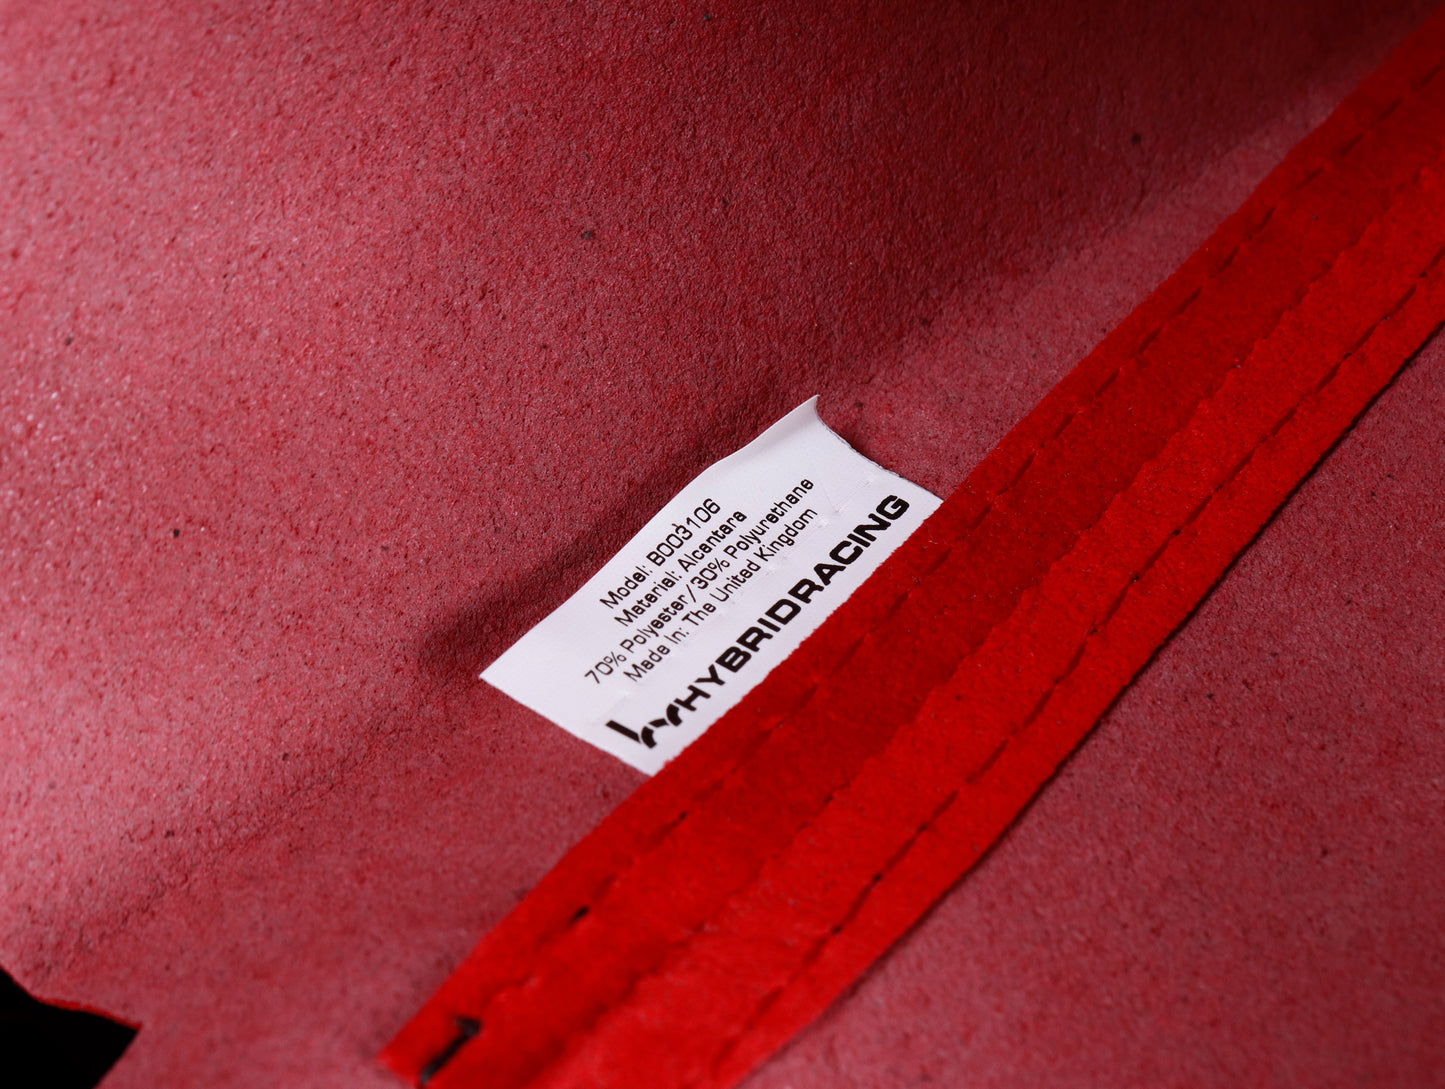 Model: B003106
Material: Alcantara
70% Polyester/30% Polyurethane
Made In: The United Kingdom
HYBRIDRACING